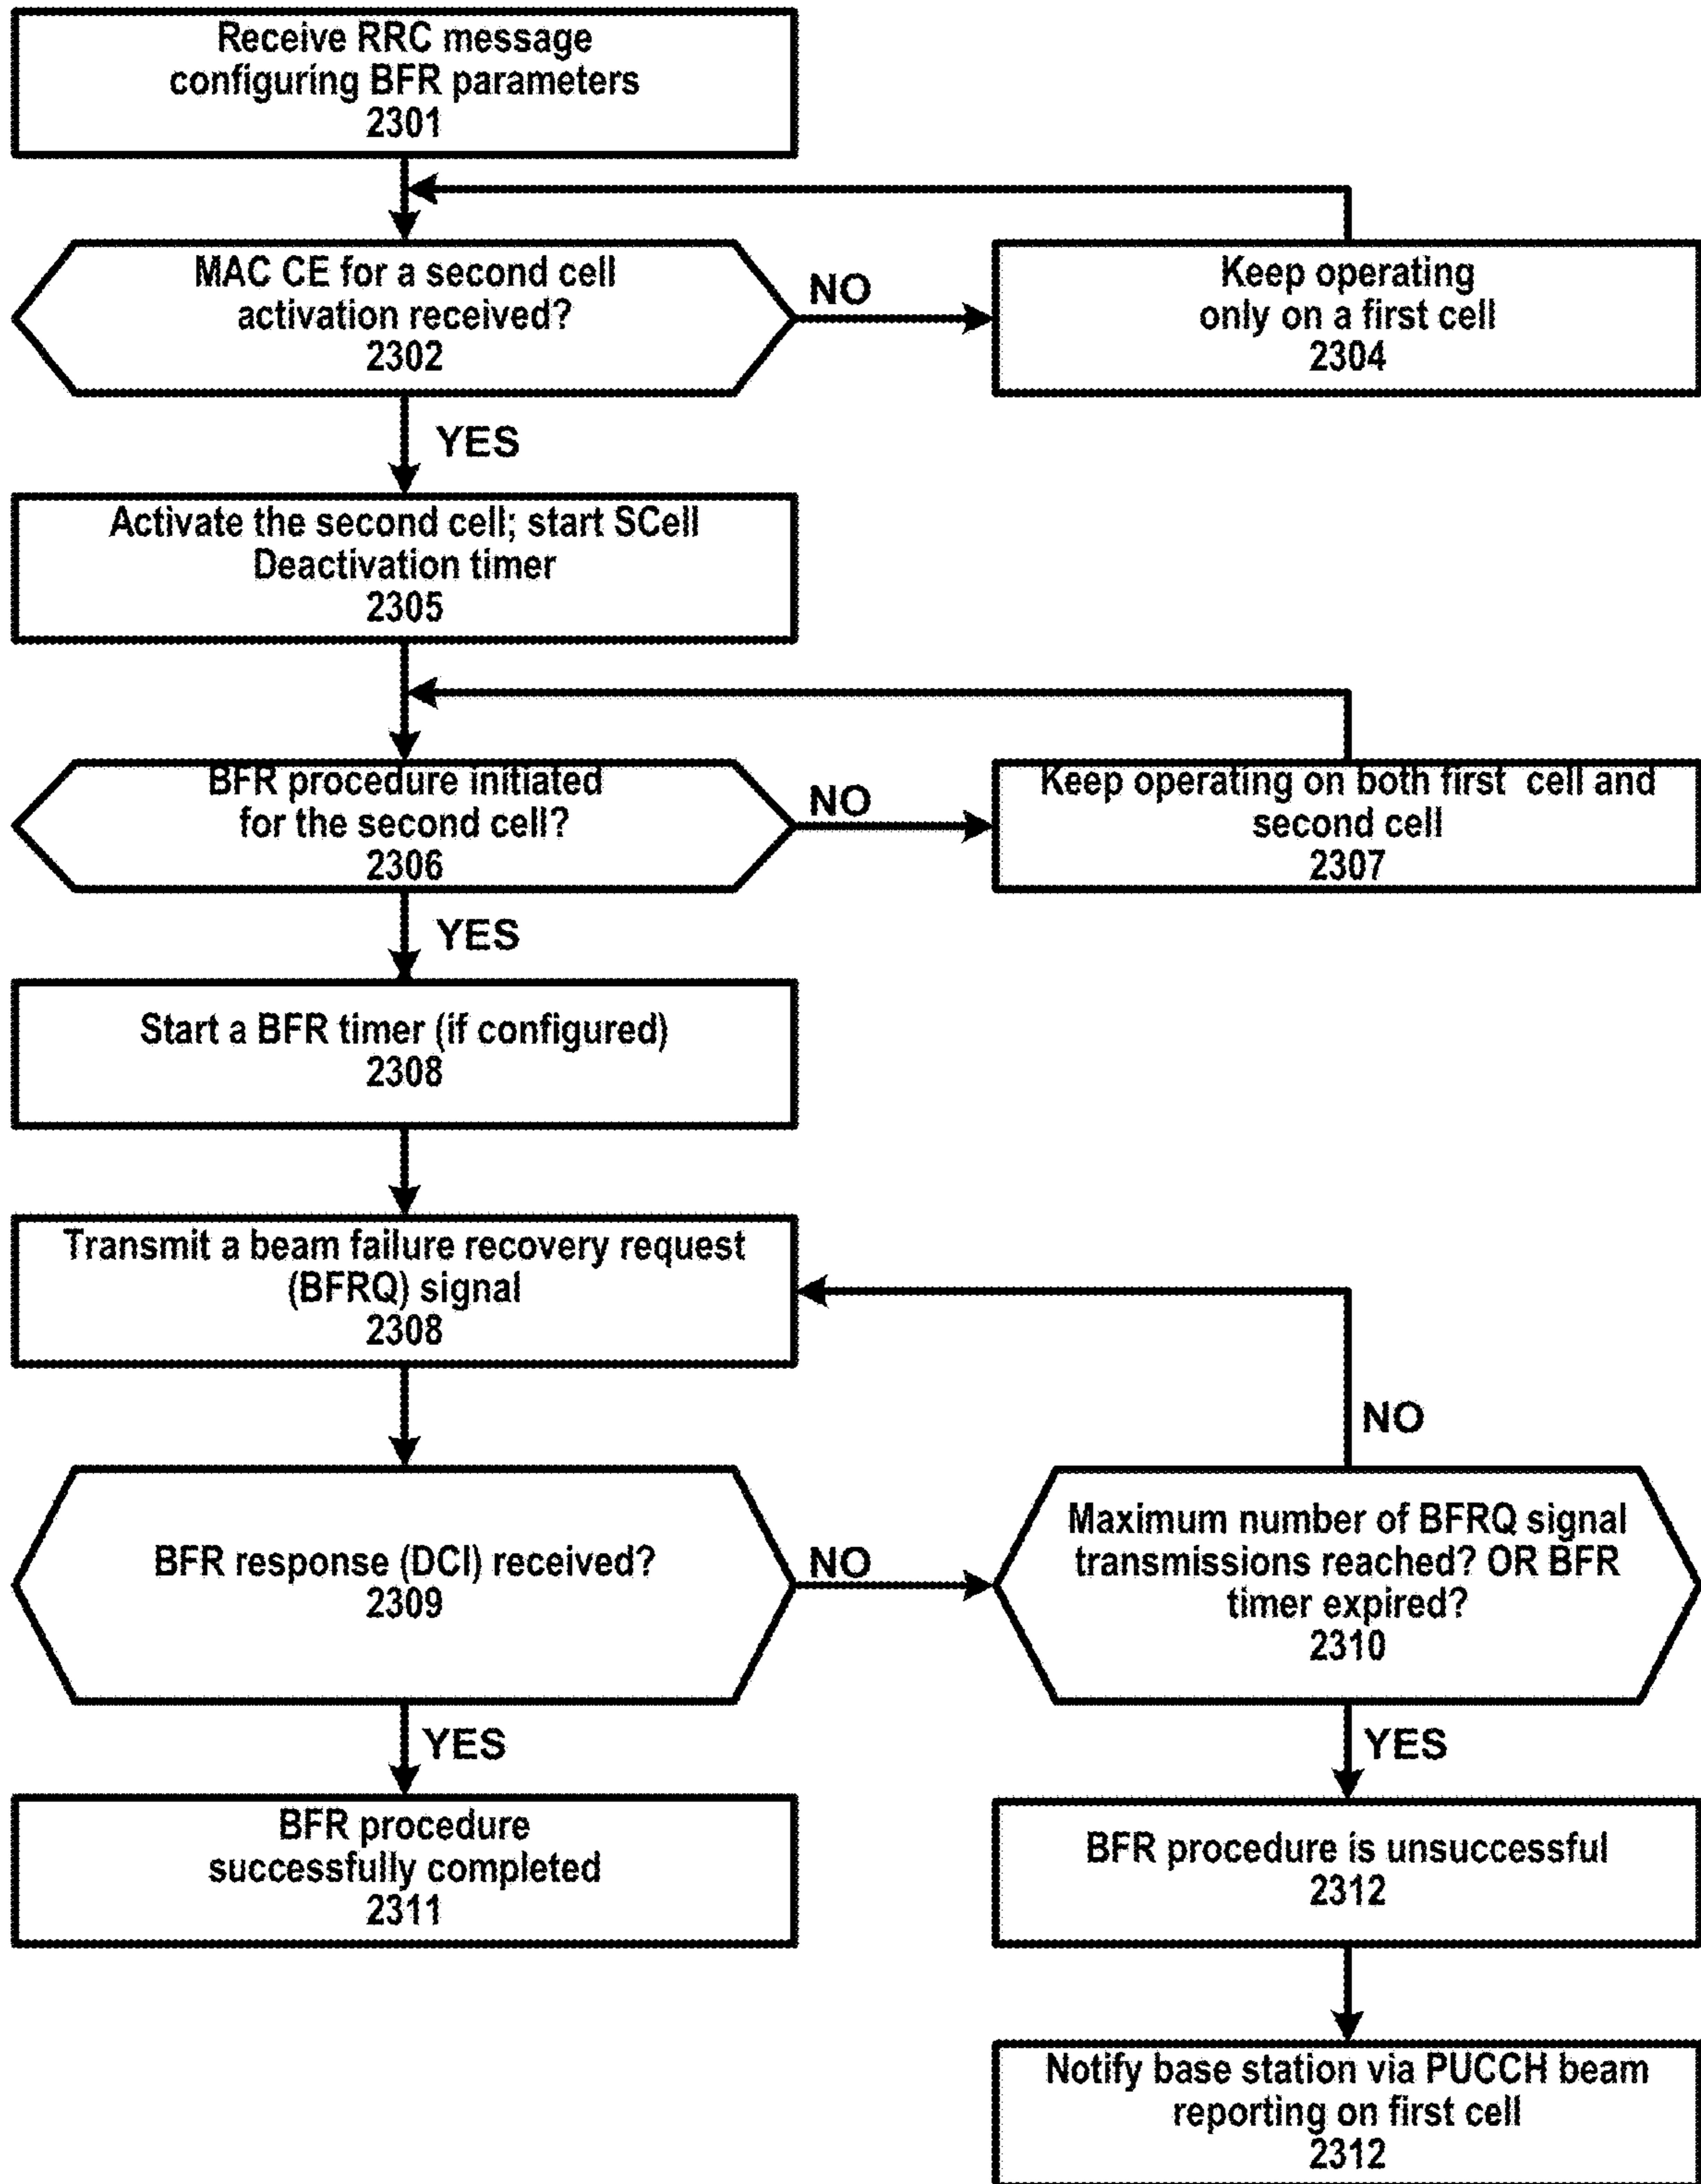 Receive RRC message
configuring BFR parameters
2301
MAC CE for a second cell
activation received?
2302
NO
Keep operating
only on a first cell
2304
YES
Activate the second cell; start SCell
Deactivation timer
2305
BFR procedure initiated
for the second cell?
2306
NO
Keep operating on both first cell and
second cell
2307
YES
Start a BFR timer (if configured)
2308
Transmit a beam failure recovery request
(BFRQ) signal
2308
NO
BFR response (DCI) received?
2309
NO
Maximum number of BFRQ signal
transmissions reached? OR BFR
timer expired?
2310
YES
YES
BFR procedure
successfully completed
2311
BFR procedure is unsuccessful
2312
Notify base station via PUCCH beam
reporting on first cell
2312